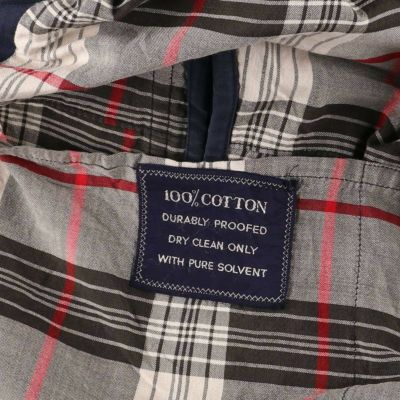 100% COTTON
DURABLY PROOFED
DRY CLEAN ONLY
WITH PURE SOLVENT